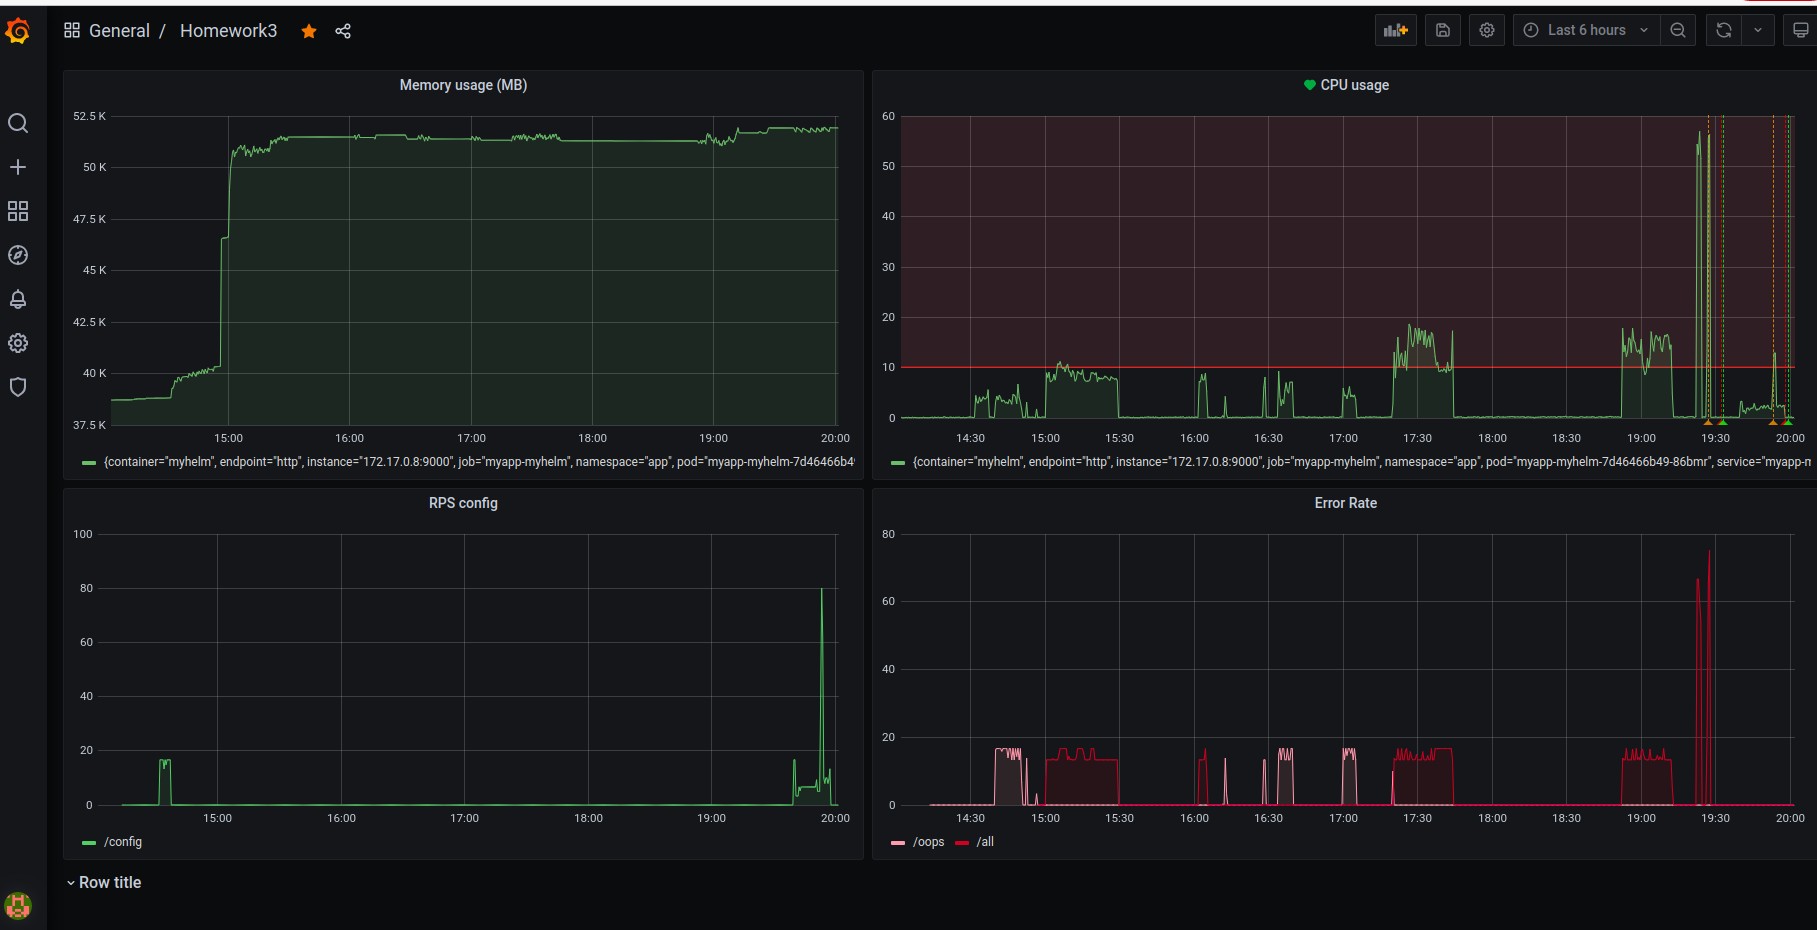 General / Homework3
Last 6 hours
Memory usage (MB)
52.5 K
50 K
47.5 K
45 K
42.5 K
40 K
37.5 K
15:00 16:00 17:00 18:00 19:00 20:00
{container="myhelm", endpoint="http", instance="172.17.0.8:9000", job="myapp-myhelm", namespace="app", pod="myapp-myhelm-7d46466b4
CPU usage
60
50
40
30
20
10
0
14:30 15:00 15:30 16:00 16:30 17:00 17:30 18:00 18:30 19:00 19:30 20:00
{container="myhelm", endpoint="http", instance="172.17.0.8:9000", job="myapp-myhelm", namespace="app", pod="myapp-myhelm-7d46466b49-86bmr", service="myapp-m
RPS config
100
80
60
40
20
0
15:00 16:00 17:00 18:00 19:00 20:00
/config
Error Rate
80
60
40
20
0
14:30 15:00 15:30 16:00 16:30 17:00 17:30 18:00 18:30 19:00 19:30 20:00
/oops /all
Row title